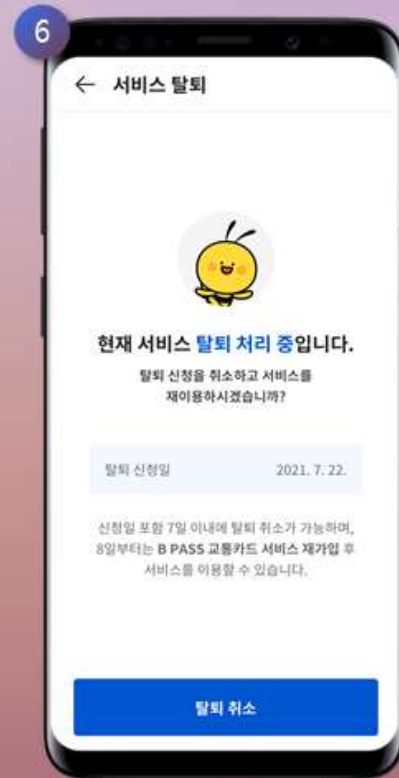 6
← 서비스 탈퇴
현재 서비스 탈퇴 처리 중입니다.
탈퇴 신청을 취소하고 서비스를
재이용하시겠습니까?
탈퇴 신청일 2021. 7. 22.
신청일 포함 7일 이내에 탈퇴 취소가 가능하며,
8일부터는 B PASS 교통카드 서비스 재가입 후
서비스를 이용할 수 있습니다.
탈퇴 취소